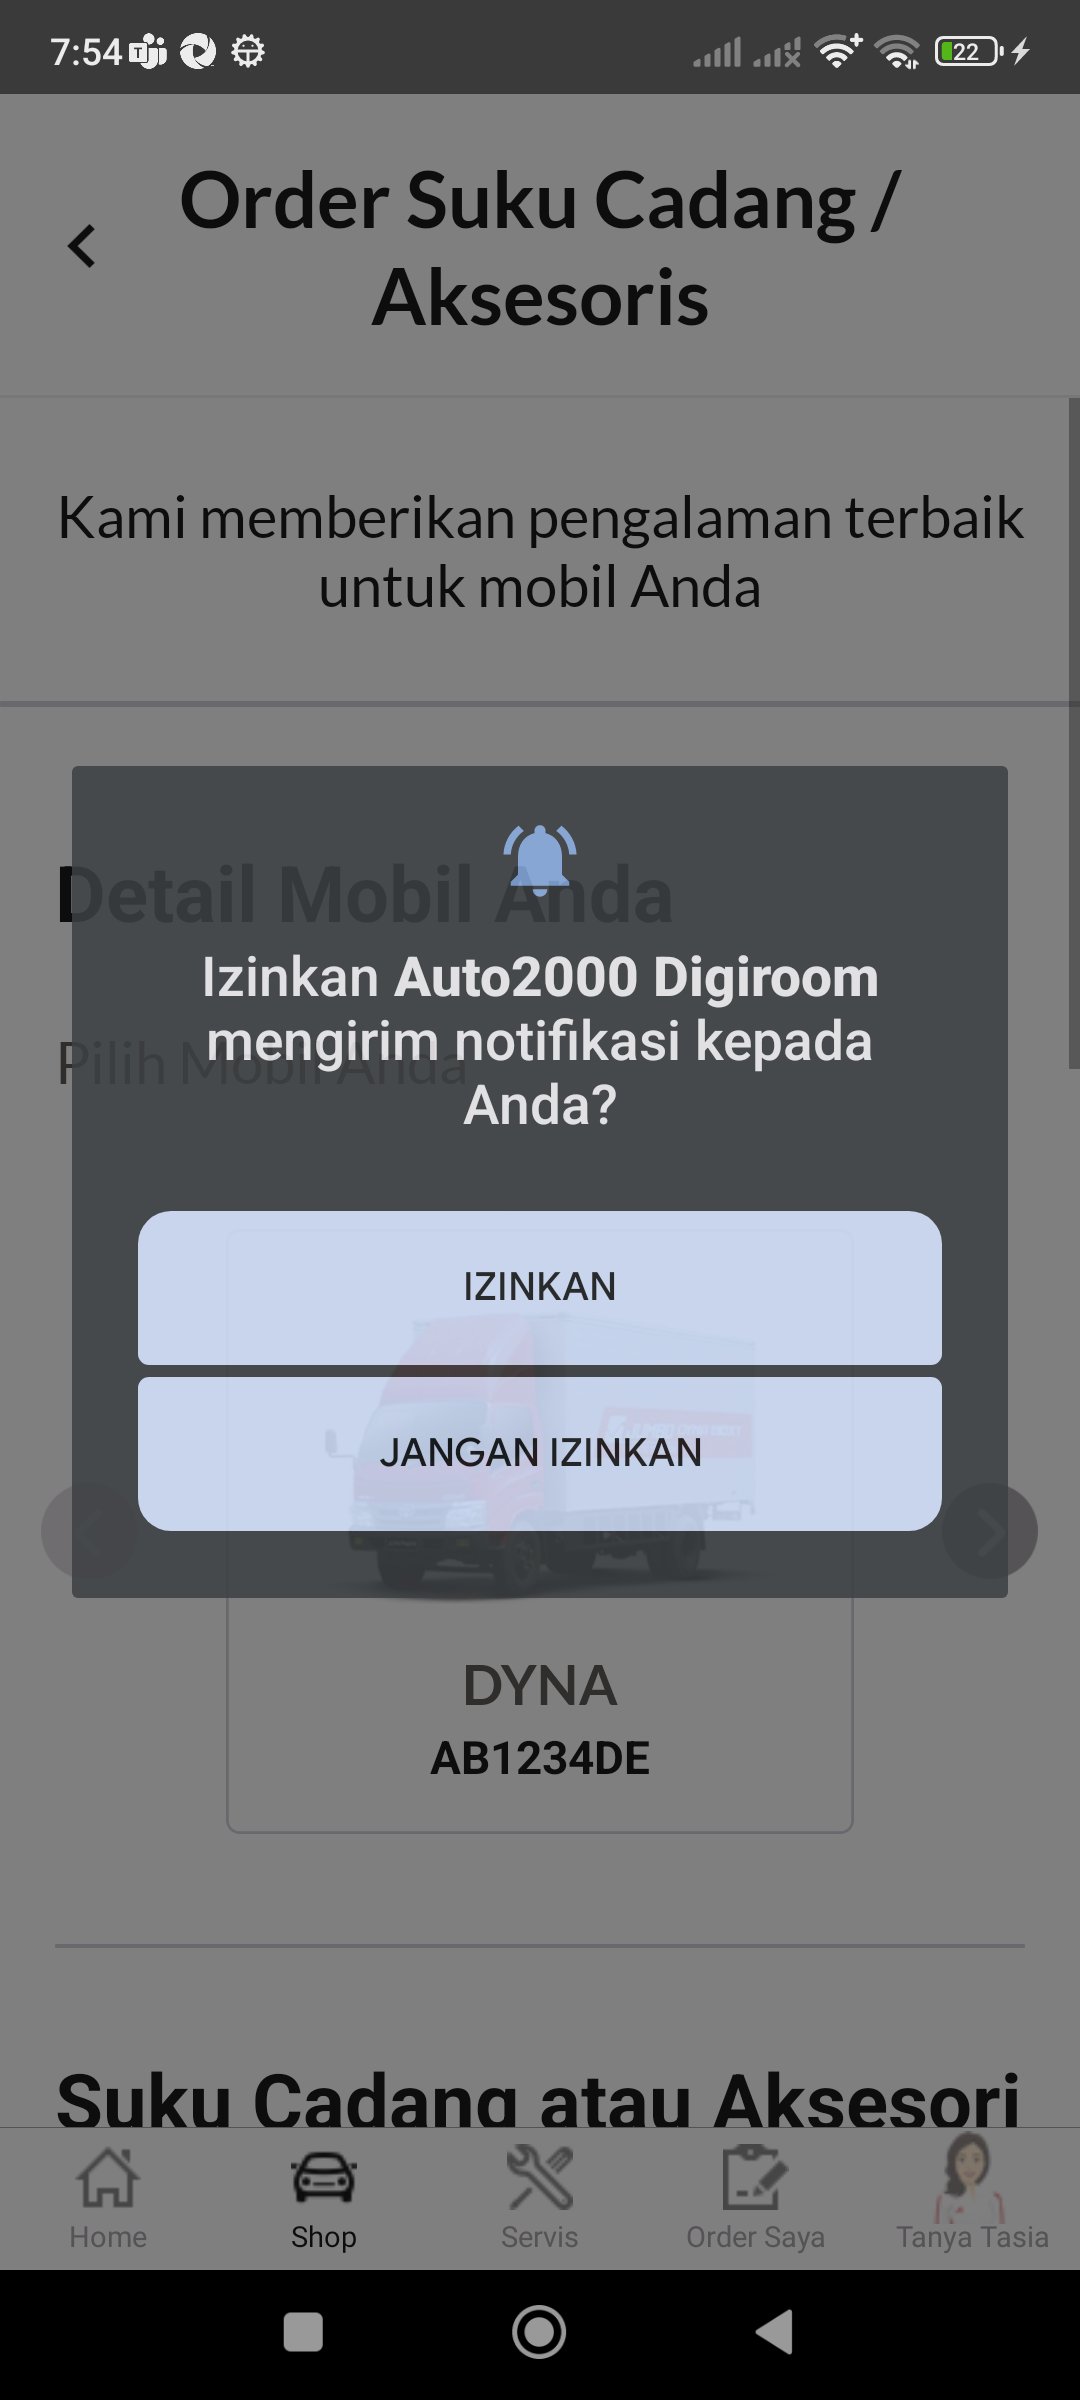 7:54
22
Order Suku Cadang /
Aksesoris
Kami memberikan pengalaman terbaik
untuk mobil Anda
Detail Mobil Anda
Izinkan Auto2000 Digiroom
mengirim notifikasi kepada
Anda?
Pilih Mobil Anda
IZINKAN
JANGAN IZINKAN
DYNA
AB1234DE
Suku Cadang atau Aksesori
Home
Shop
Servis
Order Saya
Tanya Tasia